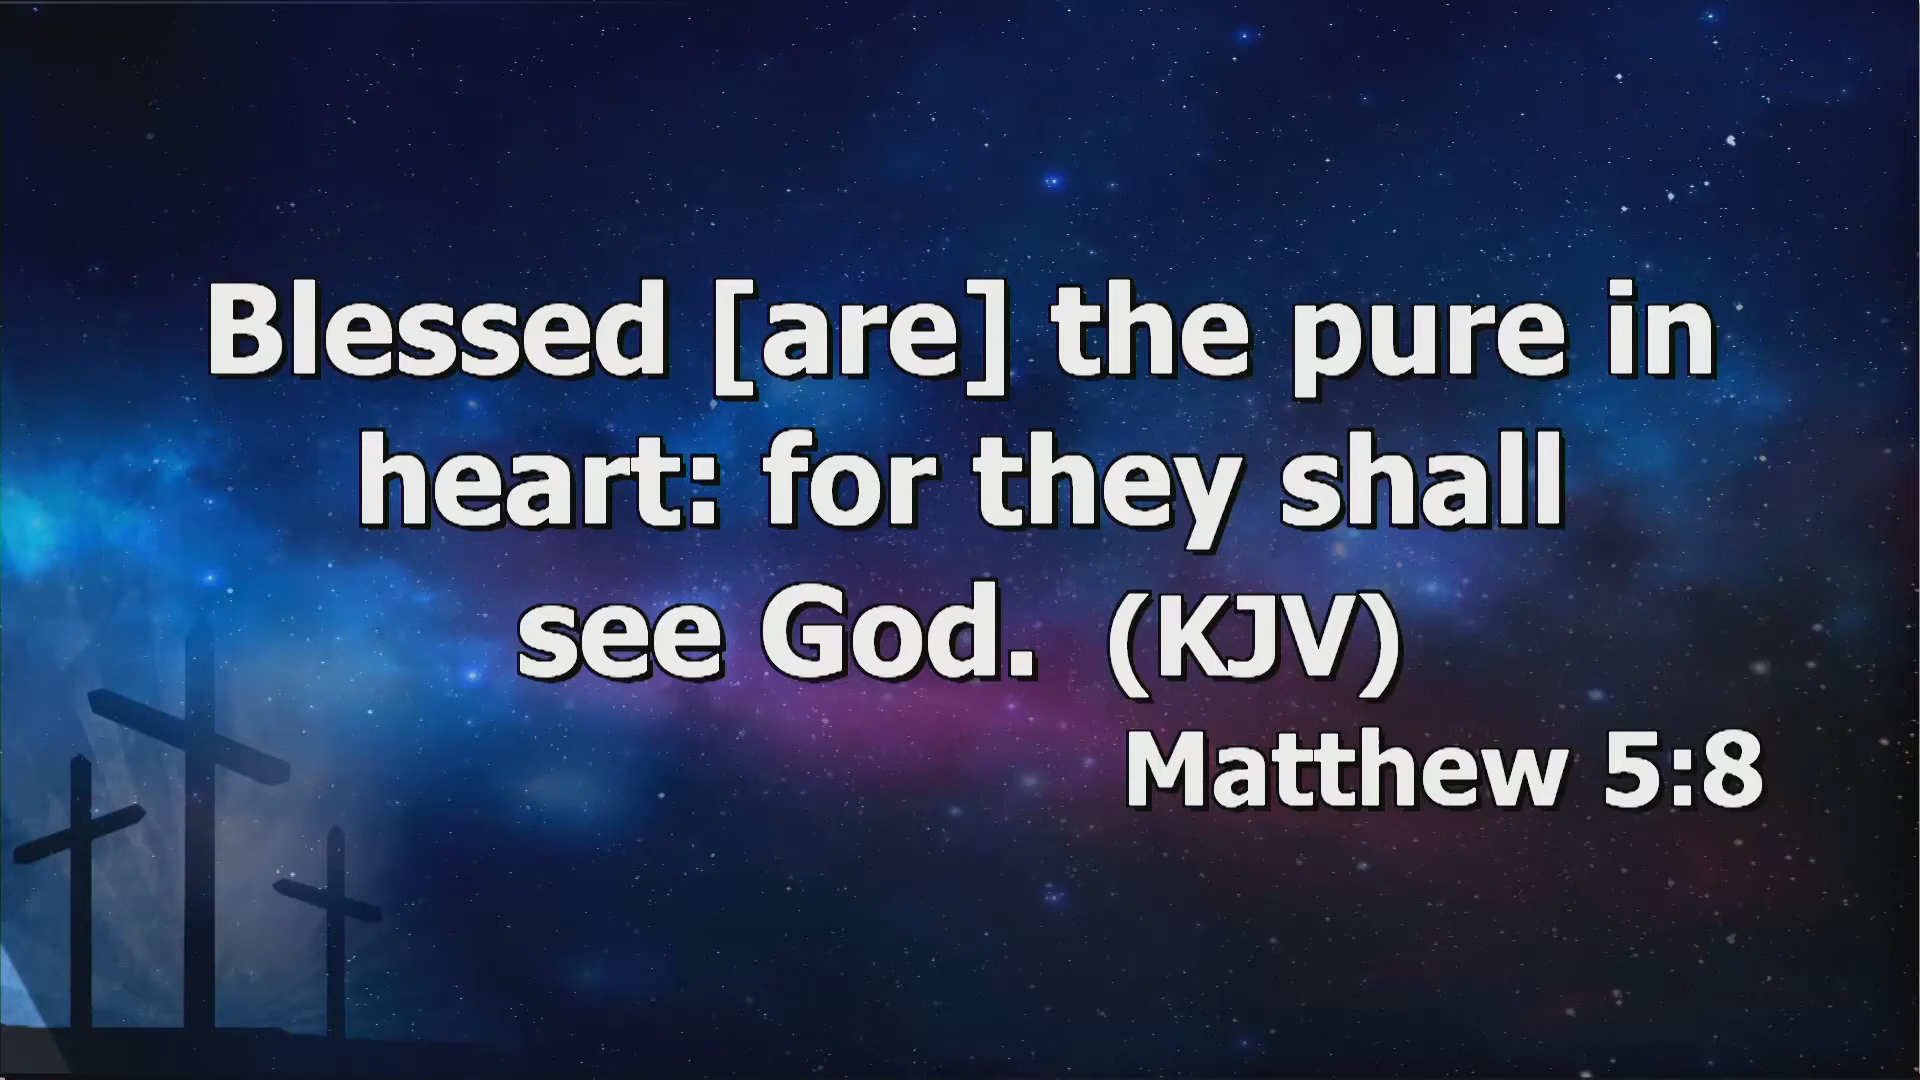 Blessed [are] the pure in
heart: for they shall
see God.  (KJV)
Matthew 5:8